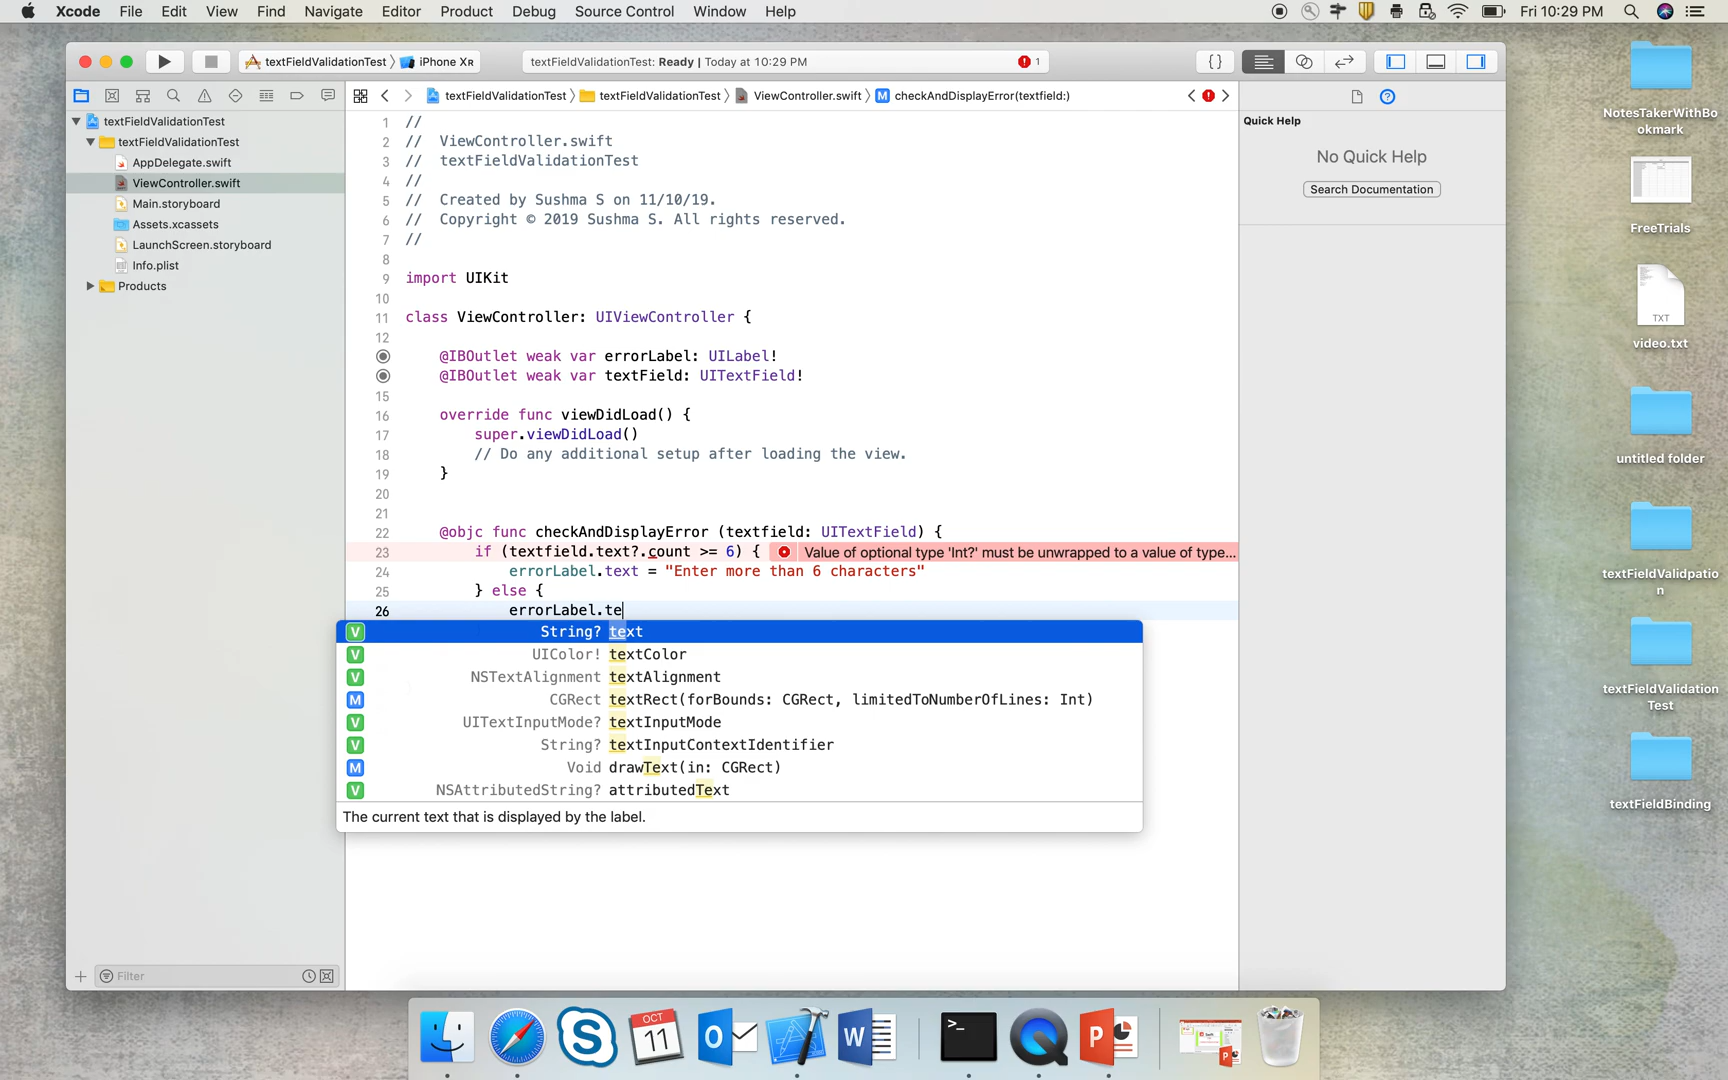 Xcode File Edit View Find Navigate Editor Product Debug Source Control Window Help Fri 10:29 PM
textFieldValidationTest iPhone XR textFieldValidationTest: Ready | Today at 10:29 PM 1 {}
textFieldValidationTest textFieldValidationTest ViewController.swift M checkAndDisplayError(textfield:)
textFieldValidationTest
textFieldValidationTest
AppDelegate.swift
ViewController.swift
Main.storyboard
Assets.xcassets
LaunchScreen.storyboard
Info.plist
Products
Filter
1 //
2 // ViewController.swift
3 // textFieldValidationTest
4 //
5 // Created by Sushma S on 11/10/19.
6 // Copyright © 2019 Sushma S. All rights reserved.
7 //
8
9 import UIKit
10
11 class ViewController: UIViewController {
12
@IBOutlet weak var errorLabel: UILabel!
@IBOutlet weak var textField: UITextField!
15
16 override func viewDidLoad() {
17 super.viewDidLoad()
18 // Do any additional setup after loading the view.
19 }
20
21
22 @objc func checkAndDisplayError (textfield: UITextField) {
23 if (textfield.text?.count >= 6) { Value of optional type 'Int?' must be unwrapped to a value of type...
24 errorLabel.text = "Enter more than 6 characters"
25 } else {
26 errorLabel.te
V String? text
V UIColor! textColor
V NSTextAlignment textAlignment
M CGRect textRect(forBounds: CGRect, limitedToNumberOfLines: Int)
V UITextInputMode? textInputMode
V String? textInputContextIdentifier
M Void drawText(in: CGRect)
V NSAttributedString? attributedText
The current text that is displayed by the label.
Quick Help
No Quick Help
Search Documentation
NotesTakerWithBo
okmark
FreeTrials
TXT
video.txt
untitled folder
textFieldValidpatio
n
textFieldValidation
Test
textFieldBinding
OCT
11